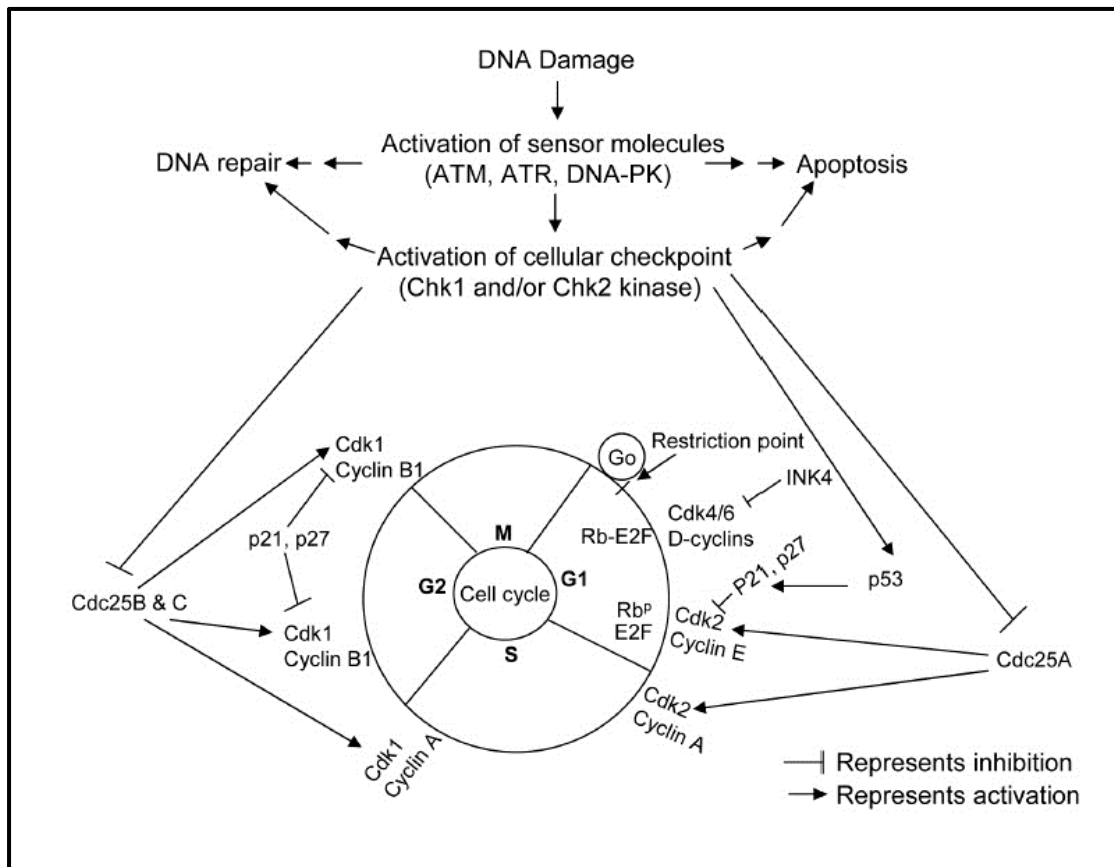 DNA Damage
Activation of sensor molecules
(ATM, ATR, DNA-PK)
DNA repair
Apoptosis
Activation of cellular checkpoint
(Chk1 and/or Chk2 kinase)
Cdk1
Cyclin B1
Go
Restriction point
INK4
Cdk4/6
D-cyclins
Rb-E2F
p21, p27
M
G2
Cell cycle
G1
S
P21, p27
p53
Cdc25B & C
Rbᵖ
E2F
Cdk2
Cyclin E
Cdk1
Cyclin B1
Cdc25A
Cdk2
Cyclin A
Cdk1
Cyclin A
Represents inhibition
Represents activation